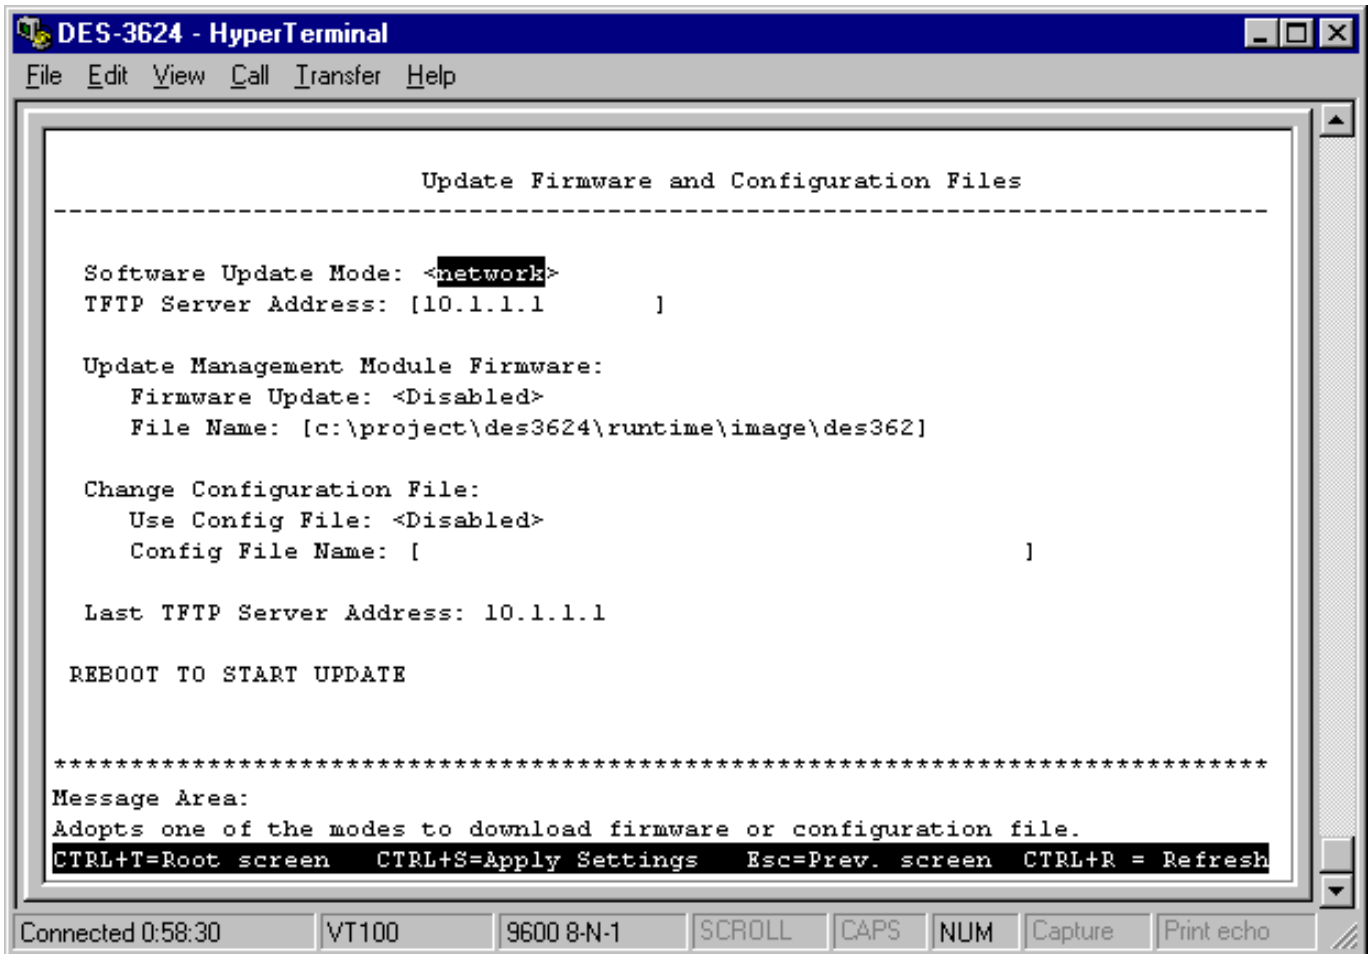 DES-3624 - HyperTerminal
File Edit View Call Transfer Help
Update Firmware and Configuration Files
-------------------------------------------------------------------------------
Software Update Mode: <network>
TFTP Server Address: [10.1.1.1       ]
Update Management Module Firmware:
Firmware Update: <Disabled>
File Name: [c:\project\des3624\runtime\image\des362]
Change Configuration File:
Use Config File: <Disabled>
Config File Name: [                                       ]
Last TFTP Server Address: 10.1.1.1
REBOOT TO START UPDATE
*******************************************************************************
Message Area:
Adopts one of the modes to download firmware or configuration file.
CTRL+T=Root screen   CTRL+S=Apply Settings   Esc=Prev. screen  CTRL+R = Refresh
Connected 0:58:30 VT100 9600 8-N-1 SCROLL CAPS NUM Capture Print echo